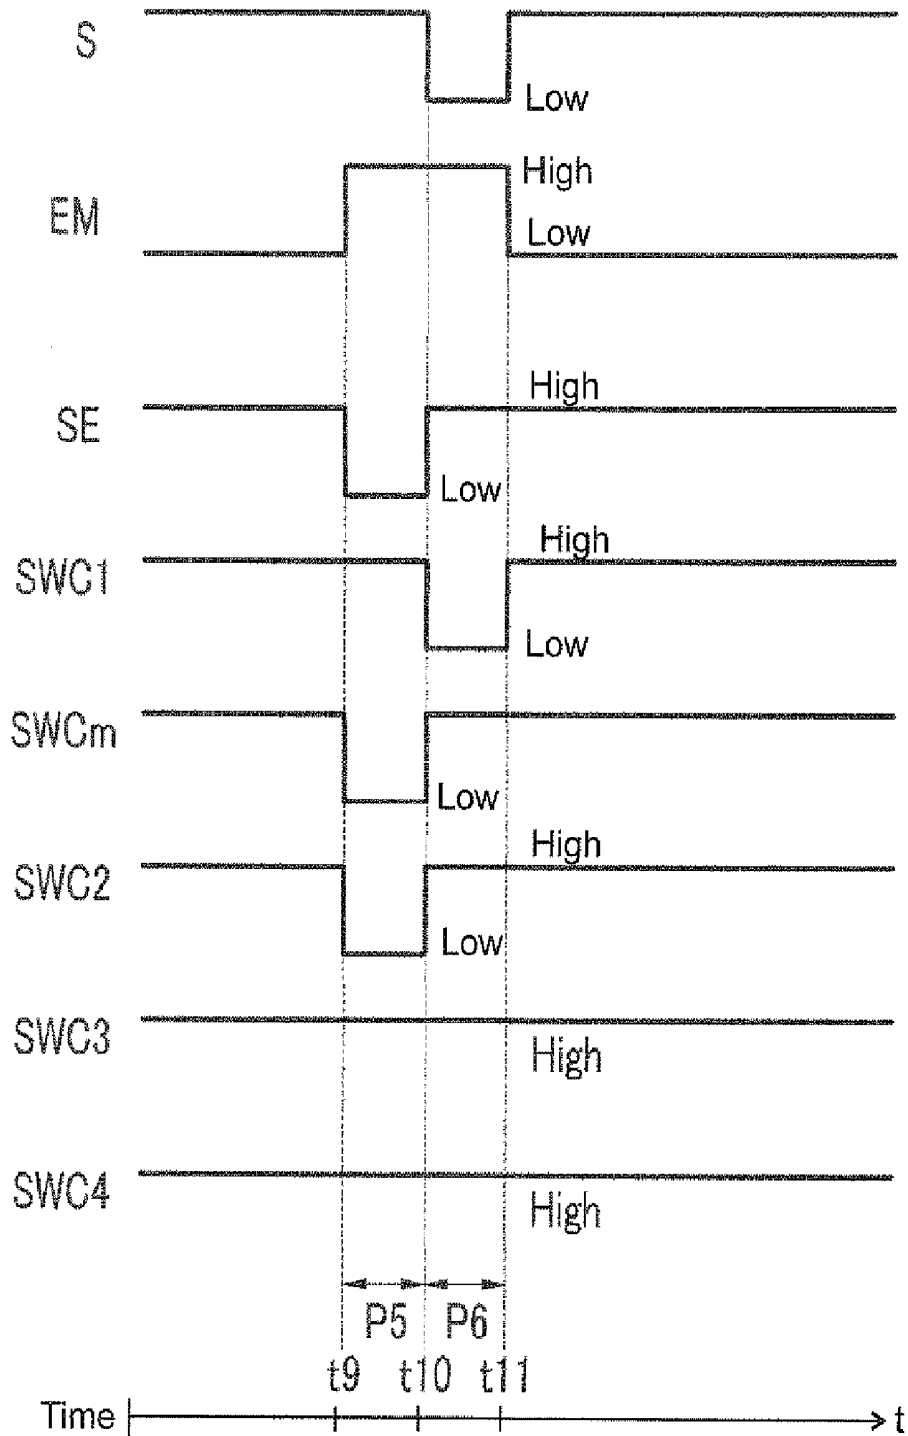 S
Low
High
EM
Low
High
SE
Low
High
SWC1
Low
SWCm
Low
High
SWC2
Low
SWC3
High
SWC4
High
P5 P6
t9 t10 t11
Time t